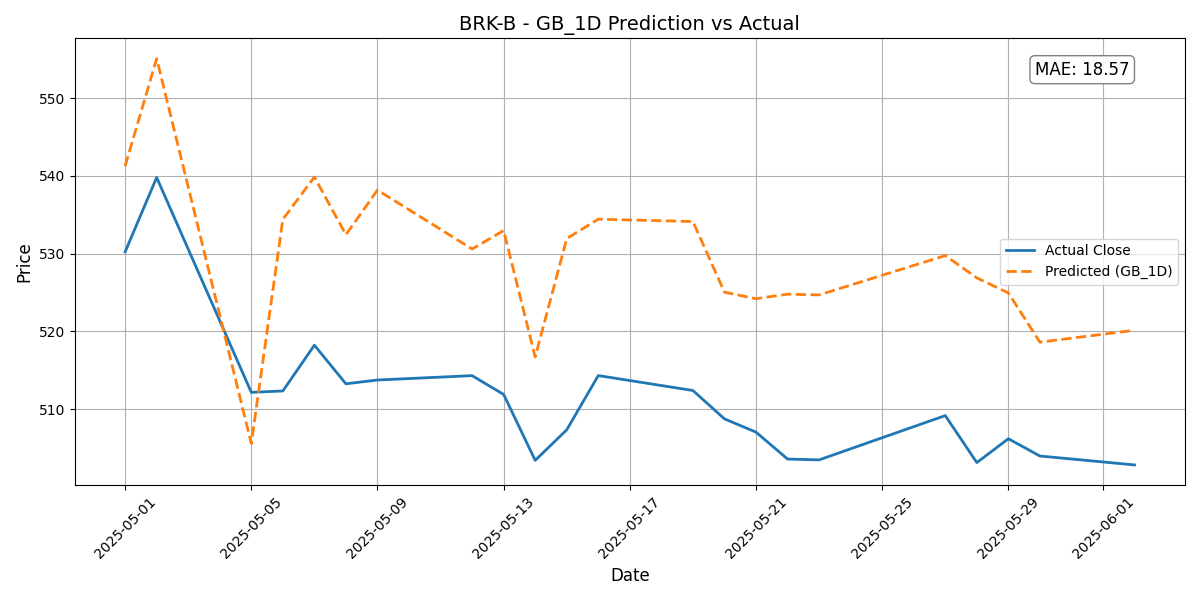 BRK-B - GB_1D Prediction vs Actual
MAE: 18.57
Price
550
540
530
520
510
Actual Close
Predicted (GB_1D)
2025-05-01
2025-05-05
2025-05-09
2025-05-13
2025-05-17
2025-05-21
2025-05-25
2025-05-29
2025-06-01
Date